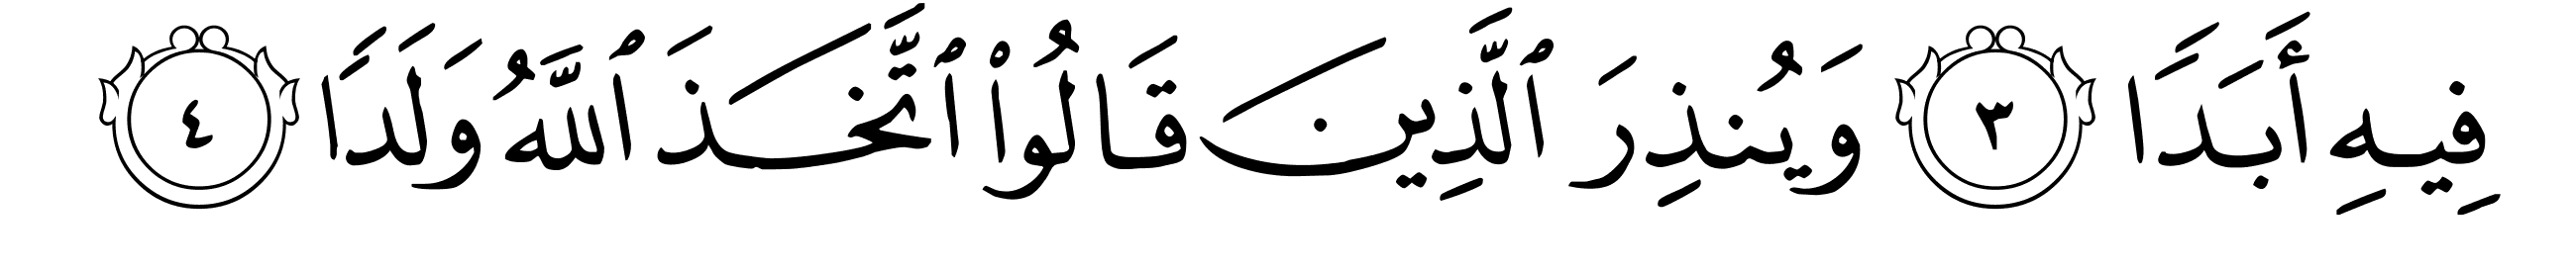 فِيهِ أَبَدًا ٣ وَيُنذِرَ ٱلَّذِينَ قَالُوا۟ ٱتَّخَذَ ٱللَّهُ وَلَدًا ٤